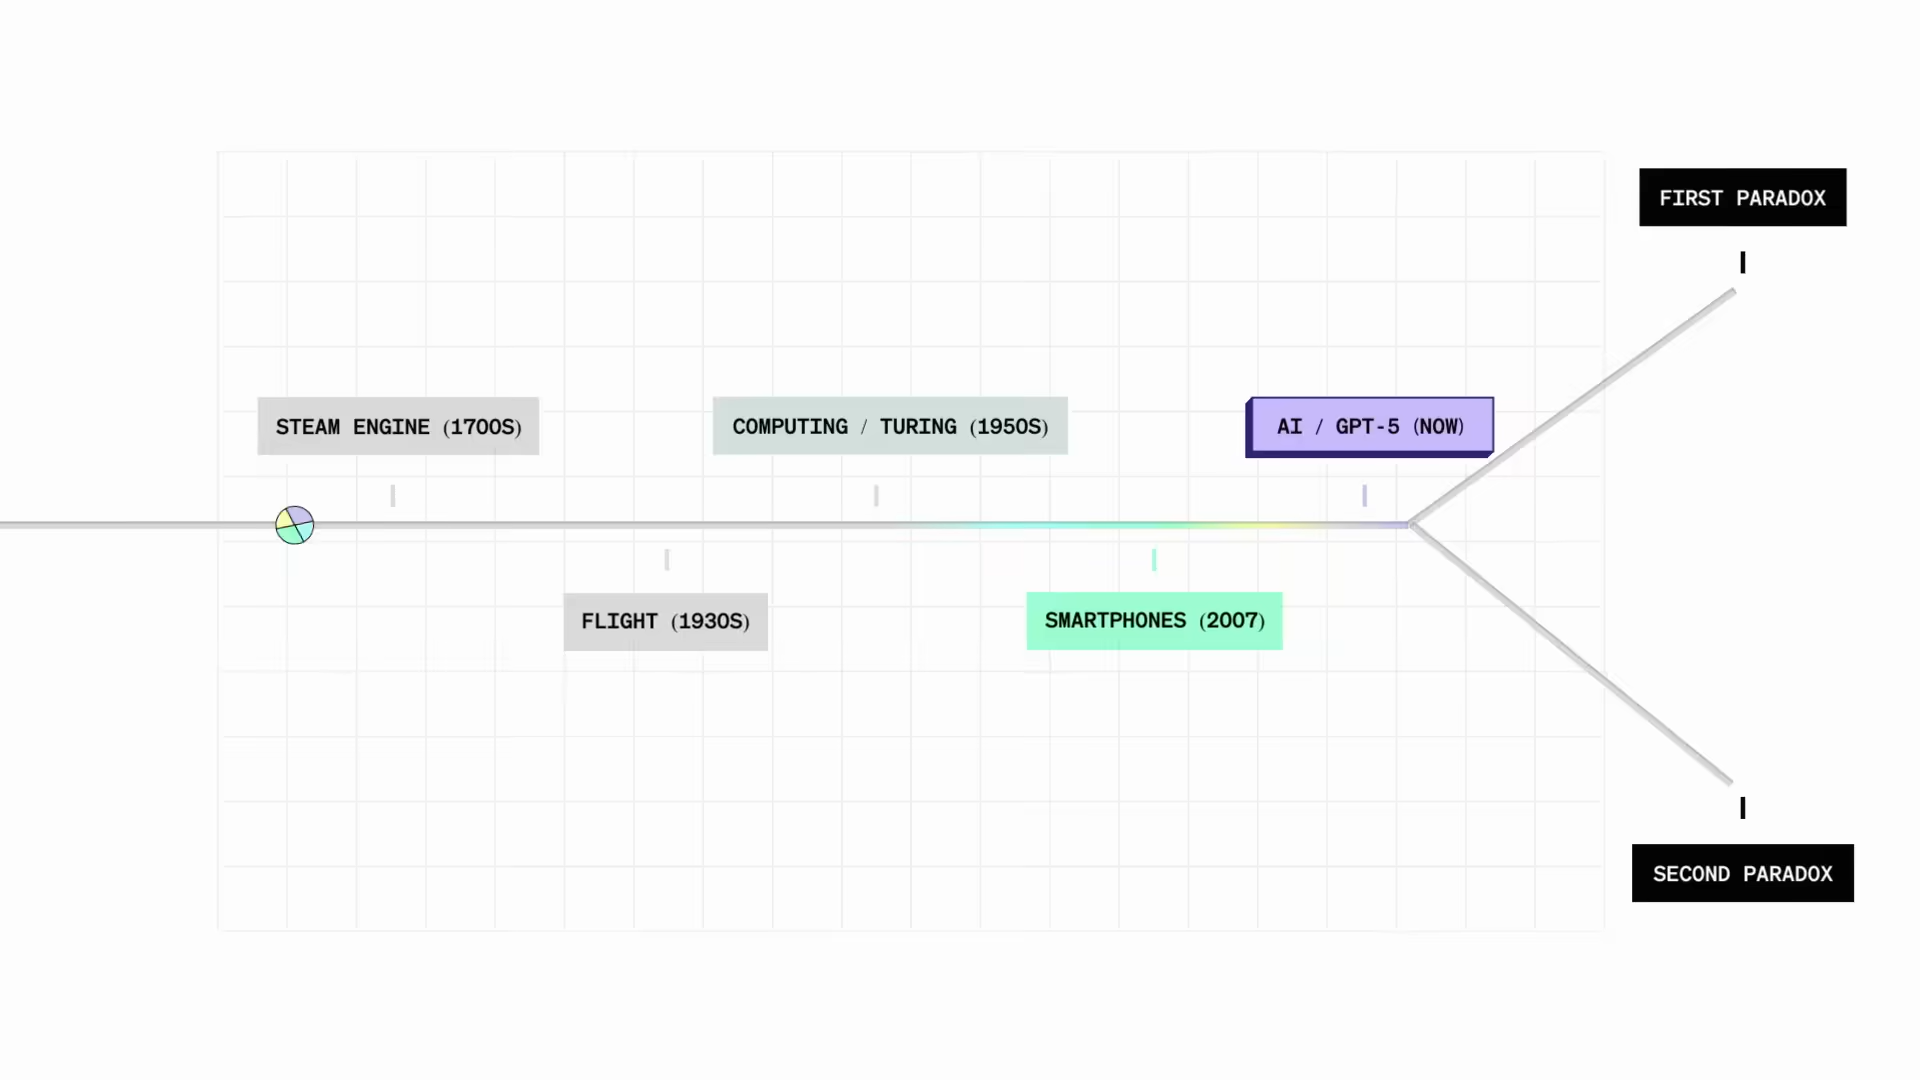 FIRST PARADOX
STEAM ENGINE (1700S)
COMPUTING / TURING (1950S)
AI / GPT-5 (NOW)
FLIGHT (1930S)
SMARTPHONES (2007)
SECOND PARADOX